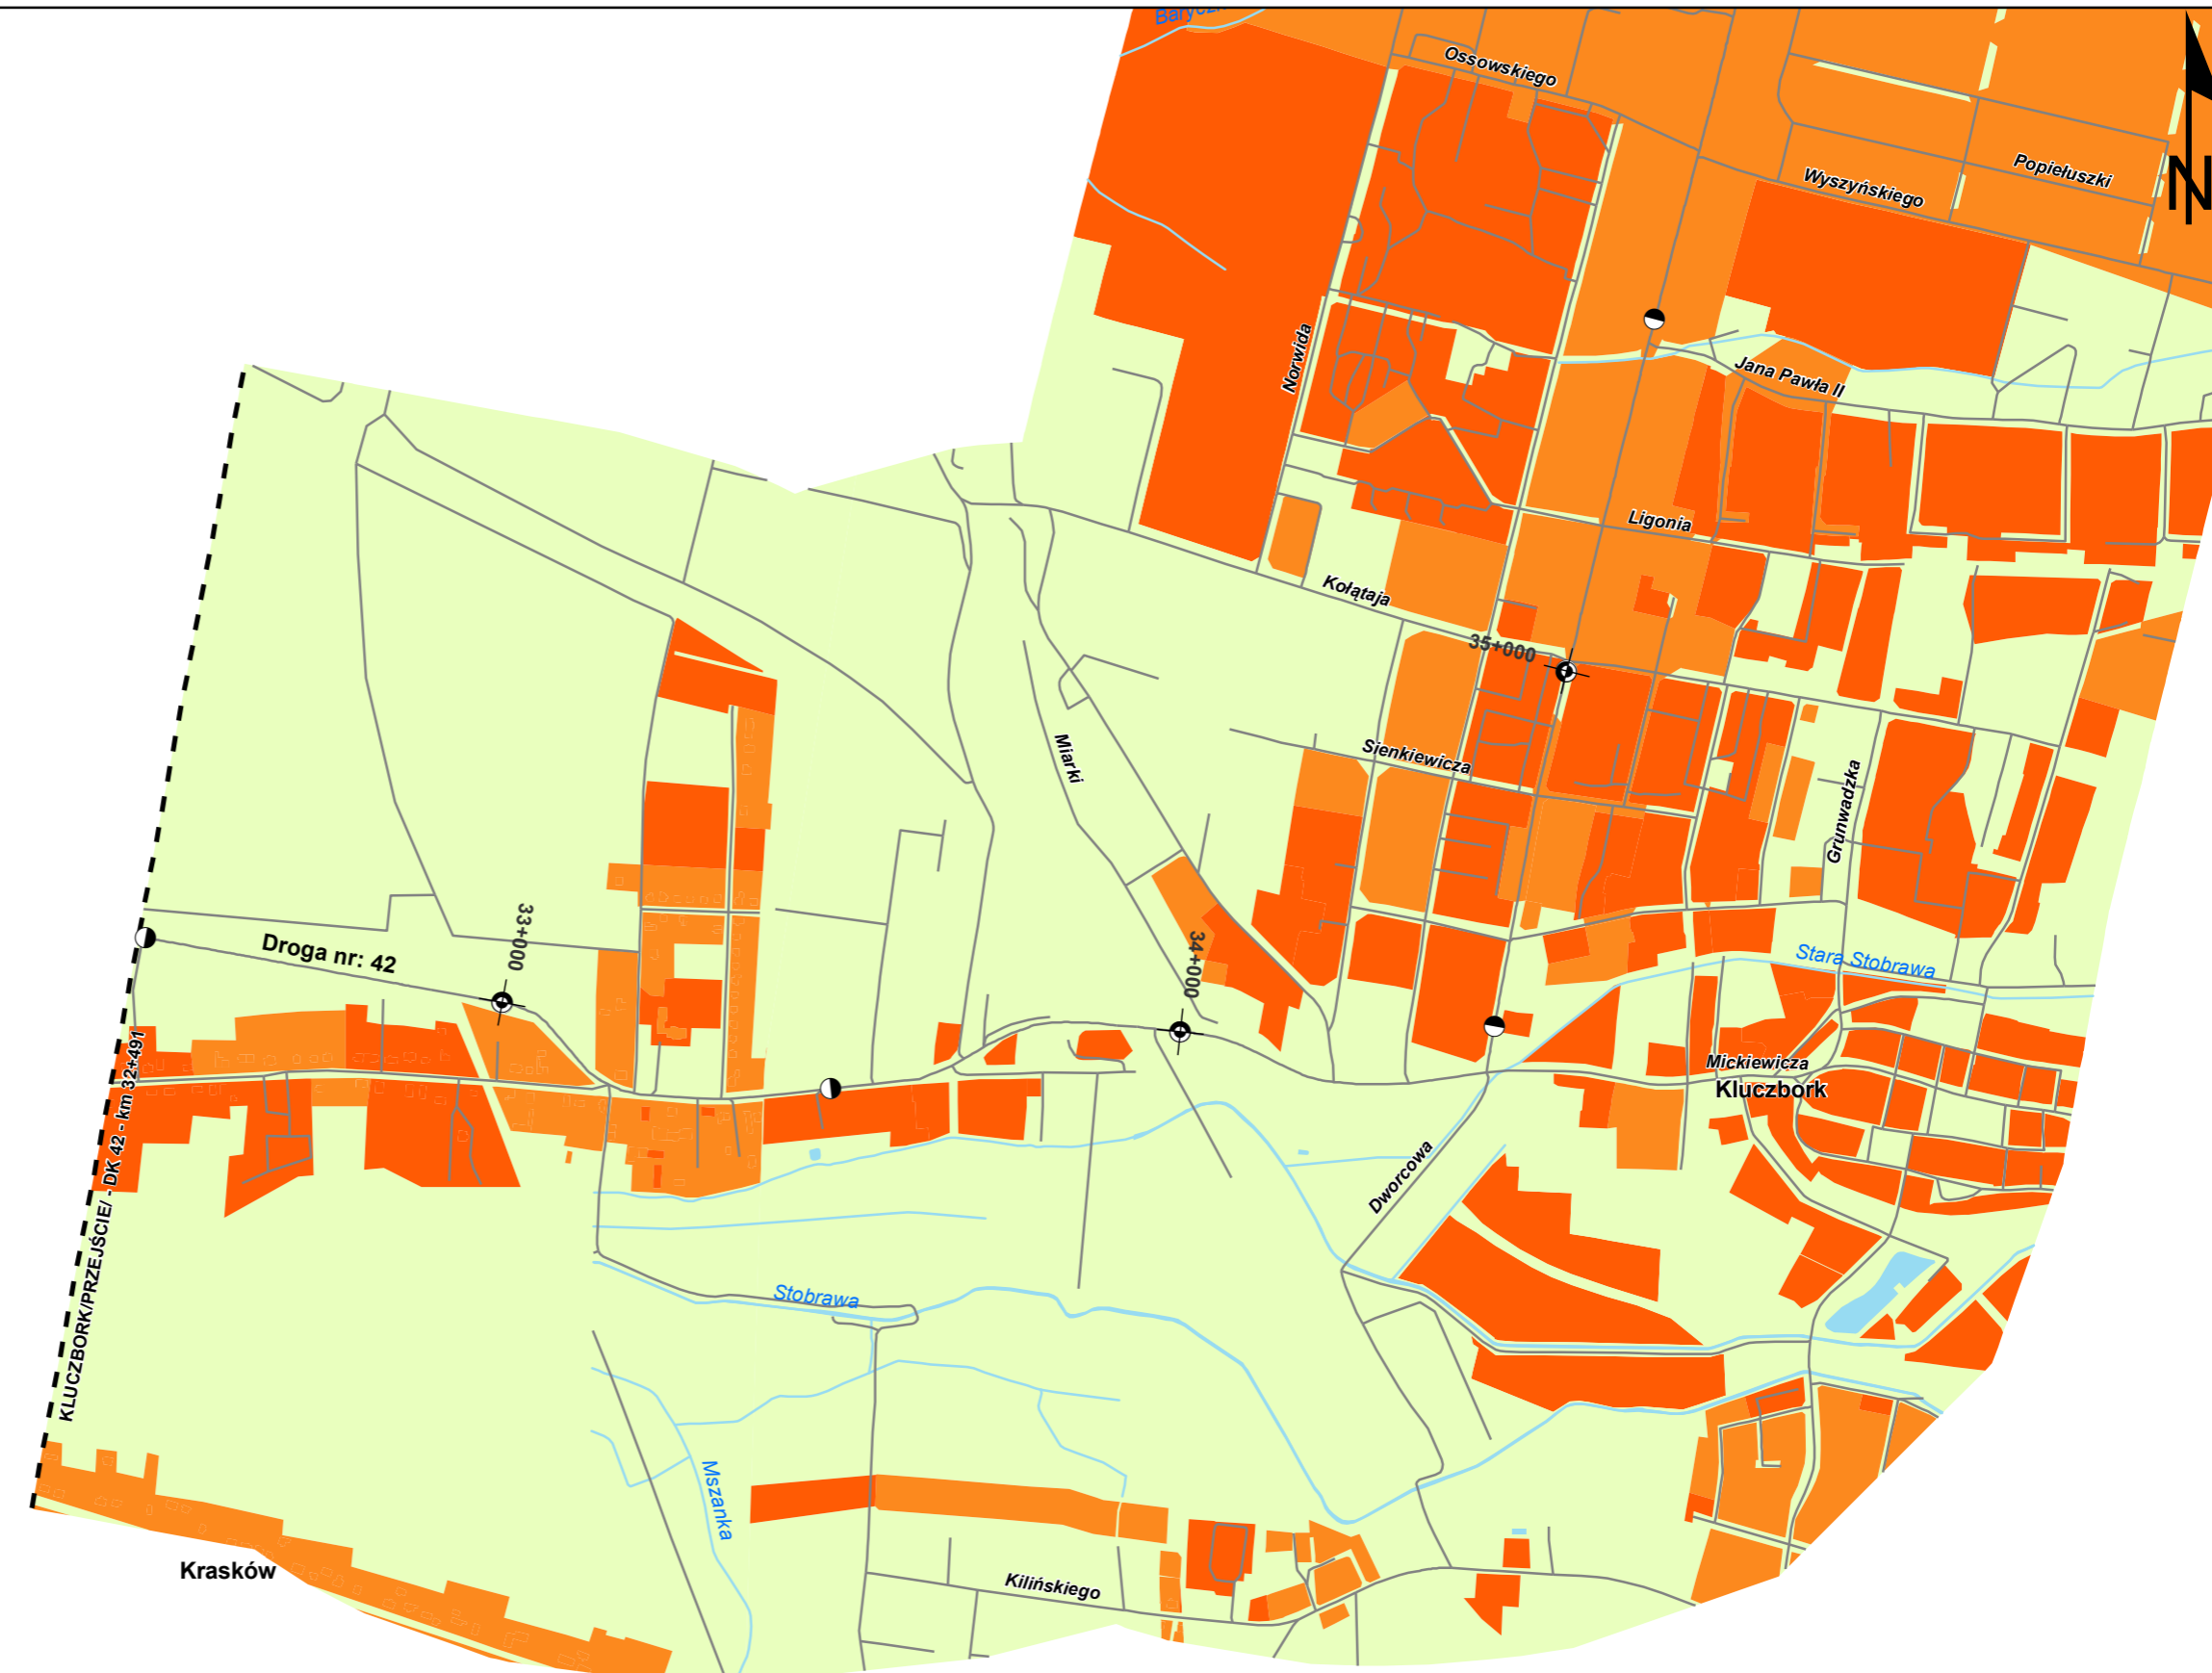 Ossowskiego
Popiełuszki
Wyszyńskiego
N
Norwida
Jana Pawła II
Ligonia
Kołątaja
35+000
Miarki
Sienkiewicza
Grunwadzka
33+000
Droga nr: 42
34+000
Stara Stobrawa
KLUCZBORK/PRZEJŚCIE/ - DK 42 - km 32+491
Mickiewicza
Kluczbork
Dworcowa
Stobrawa
Mszanka
Krasków
Kilińskiego